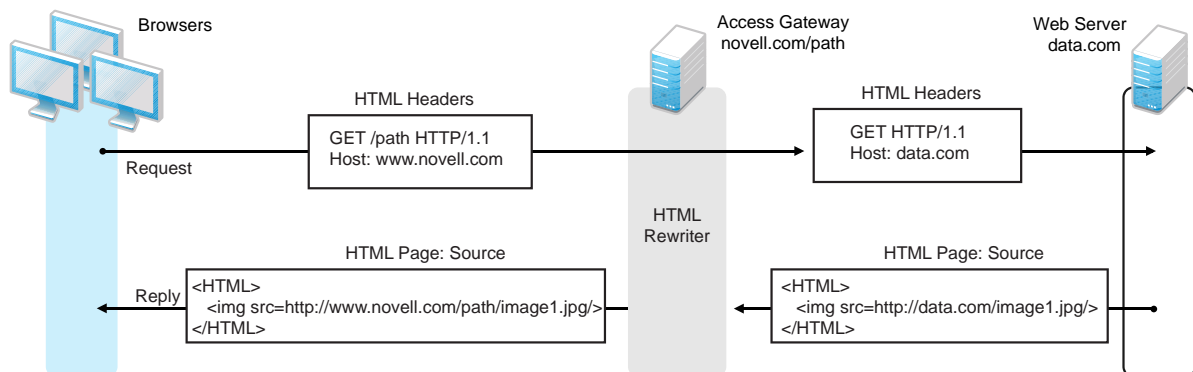 Browsers
Access Gateway
novell.com/path
Web Server
data.com
HTML Headers
GET /path HTTP/1.1
Host: www.novell.com
HTML Headers
GET HTTP/1.1
Host: data.com
Request
HTML
Rewriter
HTML Page: Source
<HTML>
<img src=http://www.novell.com/path/image1.jpg/>
</HTML>
Reply
HTML Page: Source
<HTML>
<img src=http://data.com/image1.jpg/>
</HTML>